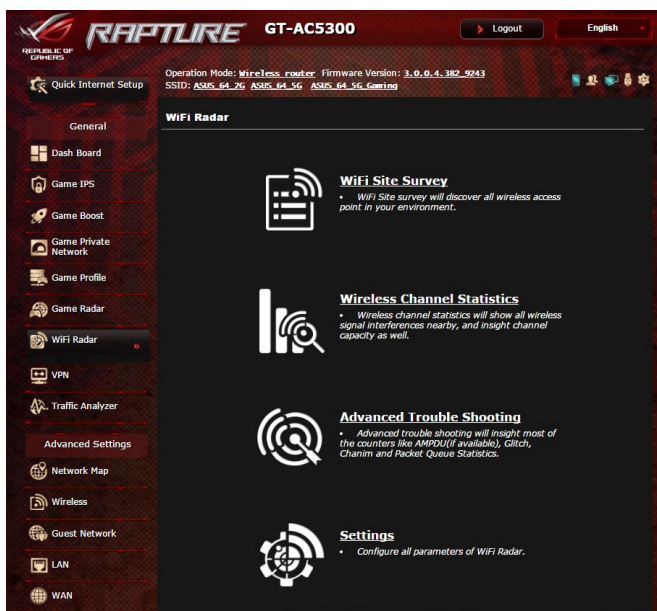 REPUBLIC OF
GAMERS
RAPTURE
GT-AC5300
Logout
English
Quick Internet Setup
Operation Mode: Wireless router Firmware Version: 3.0.0.4.382_9243
SSID: ASUS_64_2G ASUS_64_5G ASUS_64_5G_Gaming
General
Dash Board
Game IPS
Game Boost
Game Private
Network
Game Profile
Game Radar
WiFi Radar
VPN
Traffic Analyzer
Advanced Settings
Network Map
Wireless
Guest Network
LAN
WAN
WiFi Radar
WiFi Site Survey
• WiFi Site survey will discover all wireless access
point in your environment.
Wireless Channel Statistics
• Wireless channel statistics will show all wireless
signal interferences nearby, and insight channel
capacity as well.
Advanced Trouble Shooting
• Advanced trouble shooting will insight most of
the counters like AMPDU(if available), Glitch,
Chanim and Packet Queue Statistics.
Settings
• Configure all parameters of WiFi Radar.